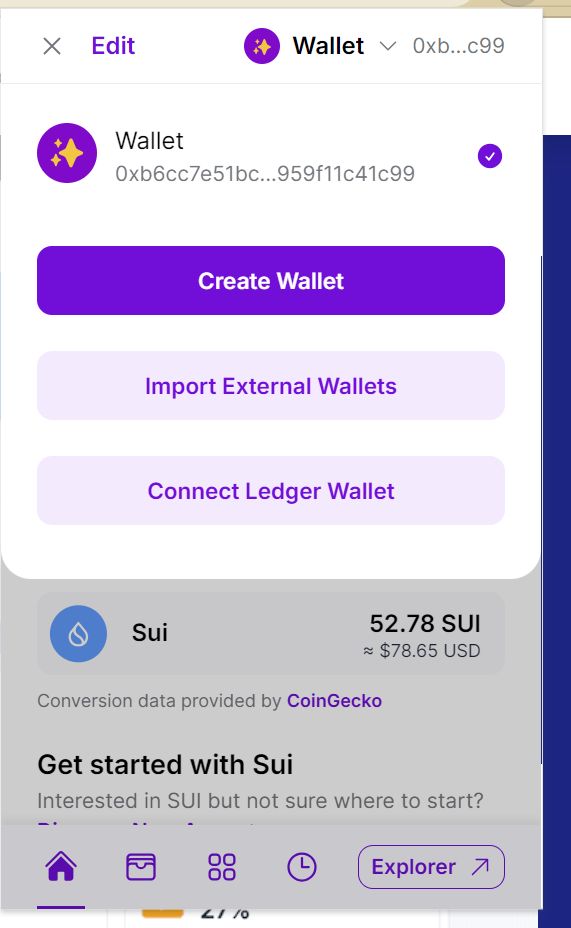 Edit
Wallet
0xb...c99
Wallet
0xb6cc7e51bc...959f11c41c99
Create Wallet
Import External Wallets
Connect Ledger Wallet
Sui
52.78 SUI
≈ $78.65 USD
Conversion data provided by CoinGecko
Get started with Sui
Interested in SUI but not sure where to start?
Explorer
27%